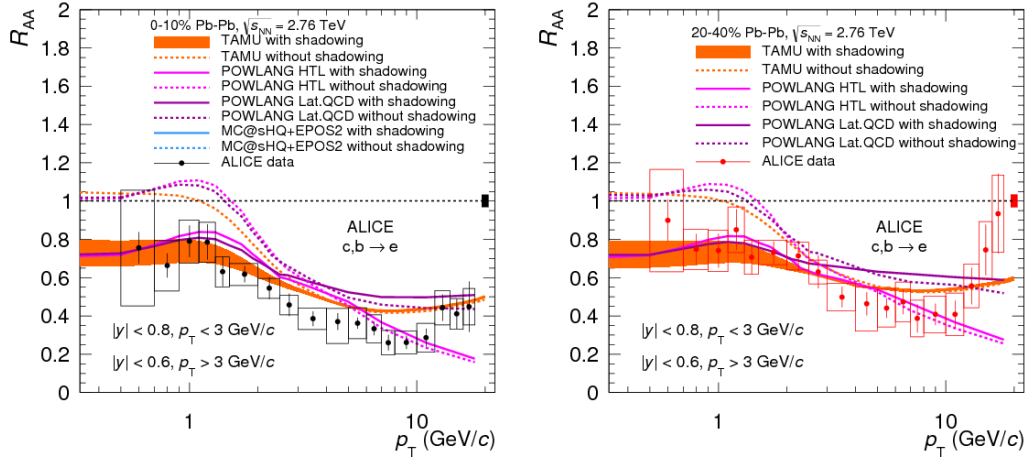 R_AA
2
1.8
1.6
1.4
1.2
1
0.8
0.6
0.4
0.2
0
0-10% Pb-Pb, √s_NN = 2.76 TeV
TAMU with shadowing
TAMU without shadowing
POWLANG HTL with shadowing
POWLANG HTL without shadowing
POWLANG Lat.QCD with shadowing
POWLANG Lat.QCD without shadowing
MC@sHQ+EPOS2 with shadowing
MC@sHQ+EPOS2 without shadowing
ALICE data
ALICE
c,b → e
|y| < 0.8, p_T < 3 GeV/c
|y| < 0.6, p_T > 3 GeV/c
1
10
p_T (GeV/c)
R_AA
2
1.8
1.6
1.4
1.2
1
0.8
0.6
0.4
0.2
0
20-40% Pb-Pb, √s_NN = 2.76 TeV
TAMU with shadowing
TAMU without shadowing
POWLANG HTL with shadowing
POWLANG HTL without shadowing
POWLANG Lat.QCD with shadowing
POWLANG Lat.QCD without shadowing
ALICE data
ALICE
c,b → e
|y| < 0.8, p_T < 3 GeV/c
|y| < 0.6, p_T > 3 GeV/c
1
10
p_T (GeV/c)